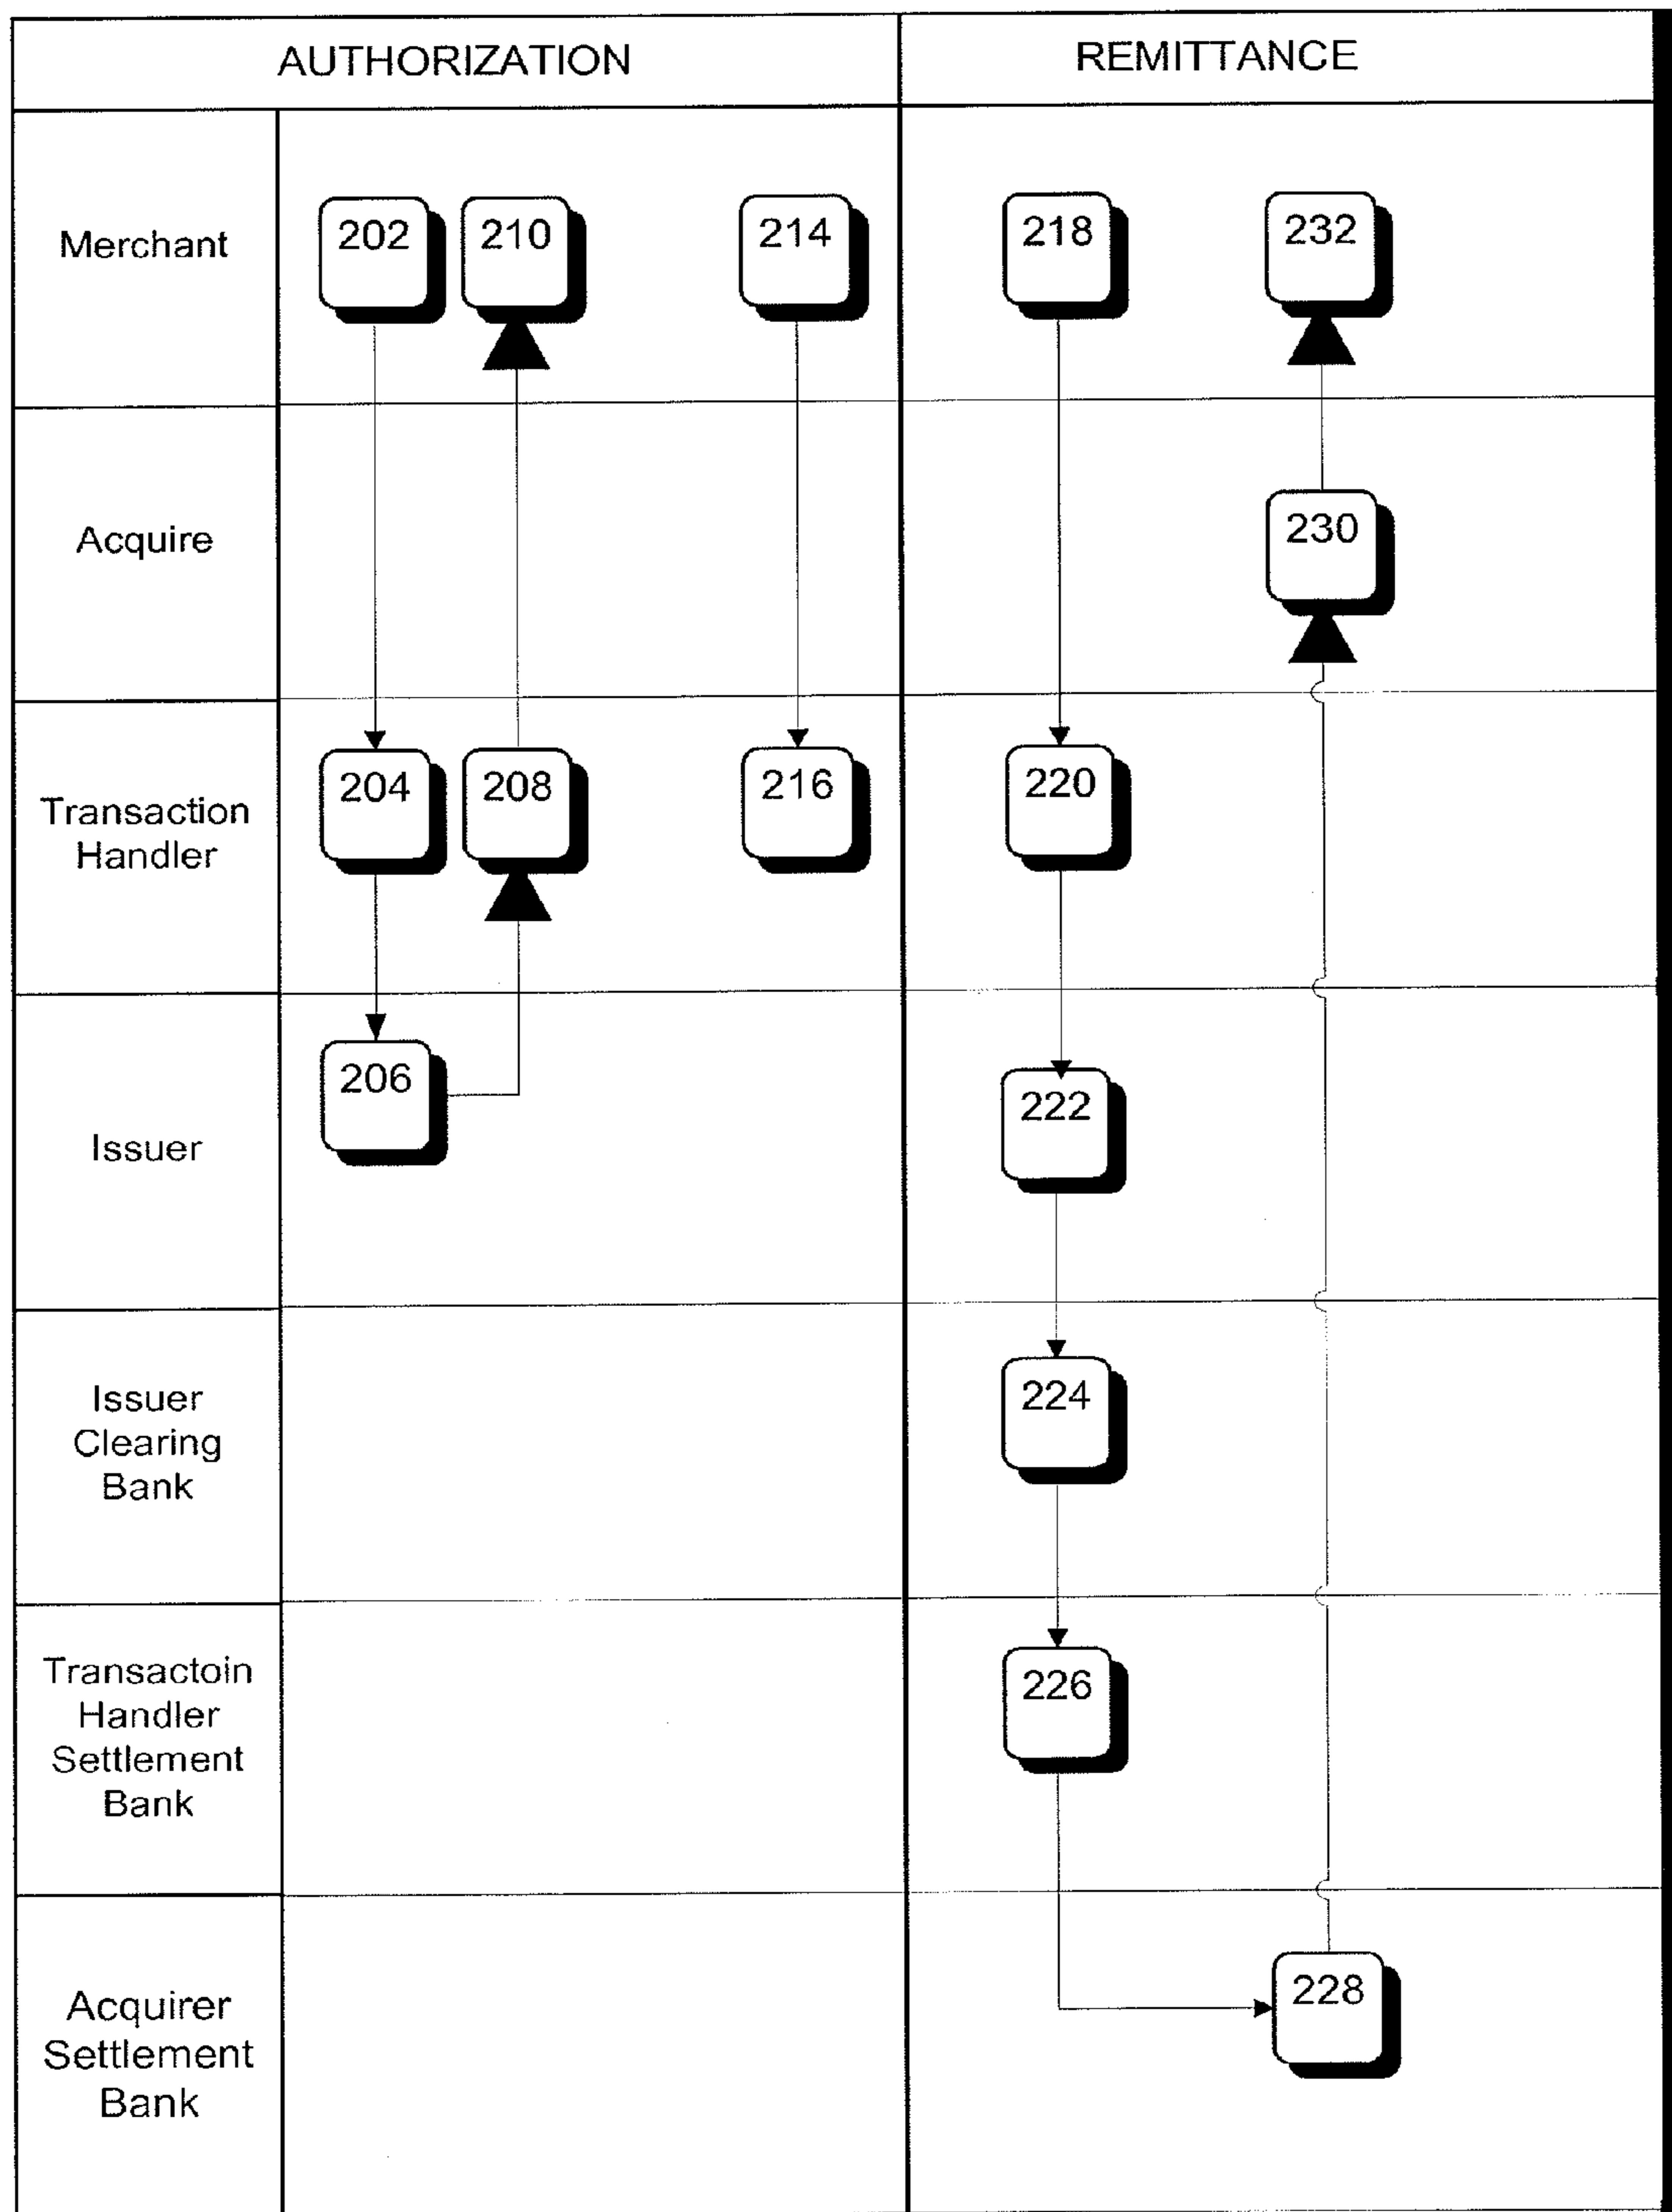 AUTHORIZATION
REMITTANCE
Merchant
202
210
214
218
232
Acquire
230
Transaction
Handler
204
208
216
220
Issuer
206
222
Issuer
Clearing
Bank
224
Transactoin
Handler
Settlement
Bank
226
Acquirer
Settlement
Bank
228